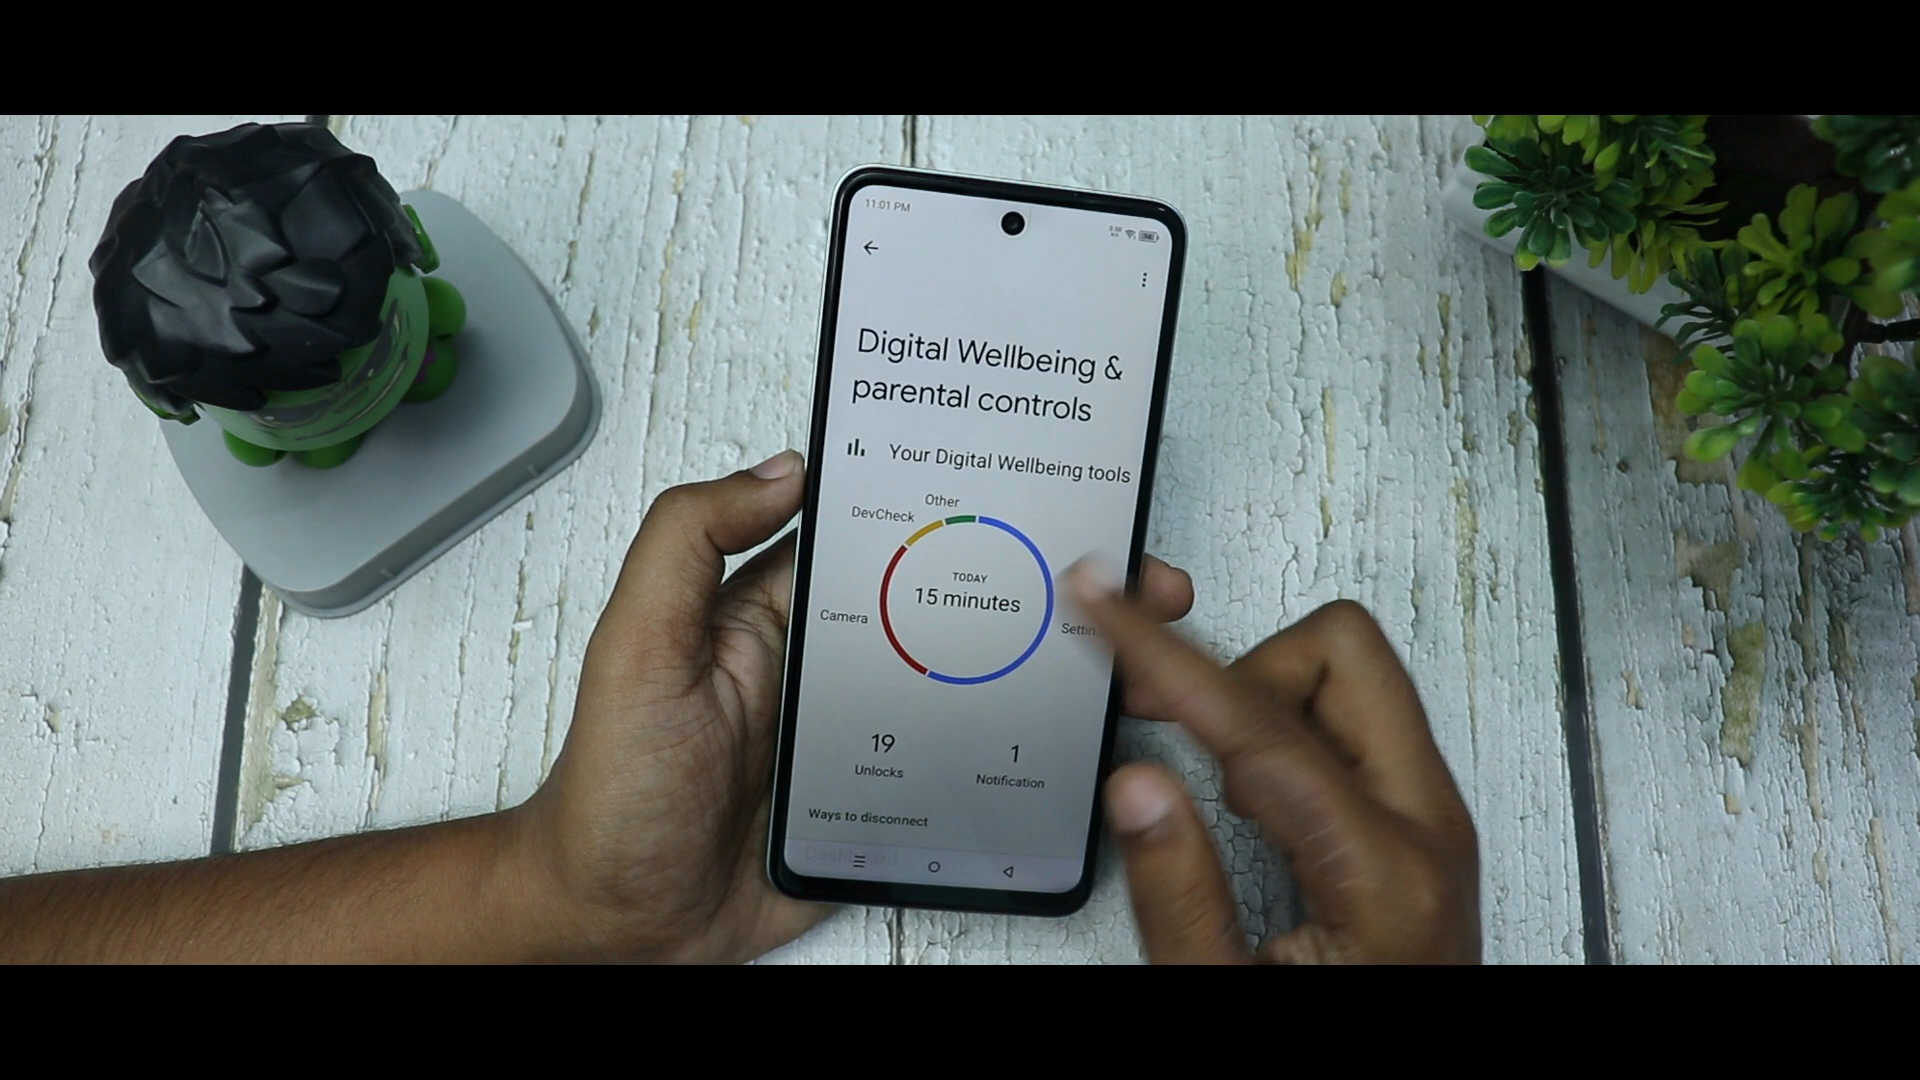 11:01 PM
Digital Wellbeing &
parental controls
Your Digital Wellbeing tools
Other
DevCheck
TODAY
15 minutes
Camera
19
Unlocks
1
Notification
Ways to disconnect
Dashboard